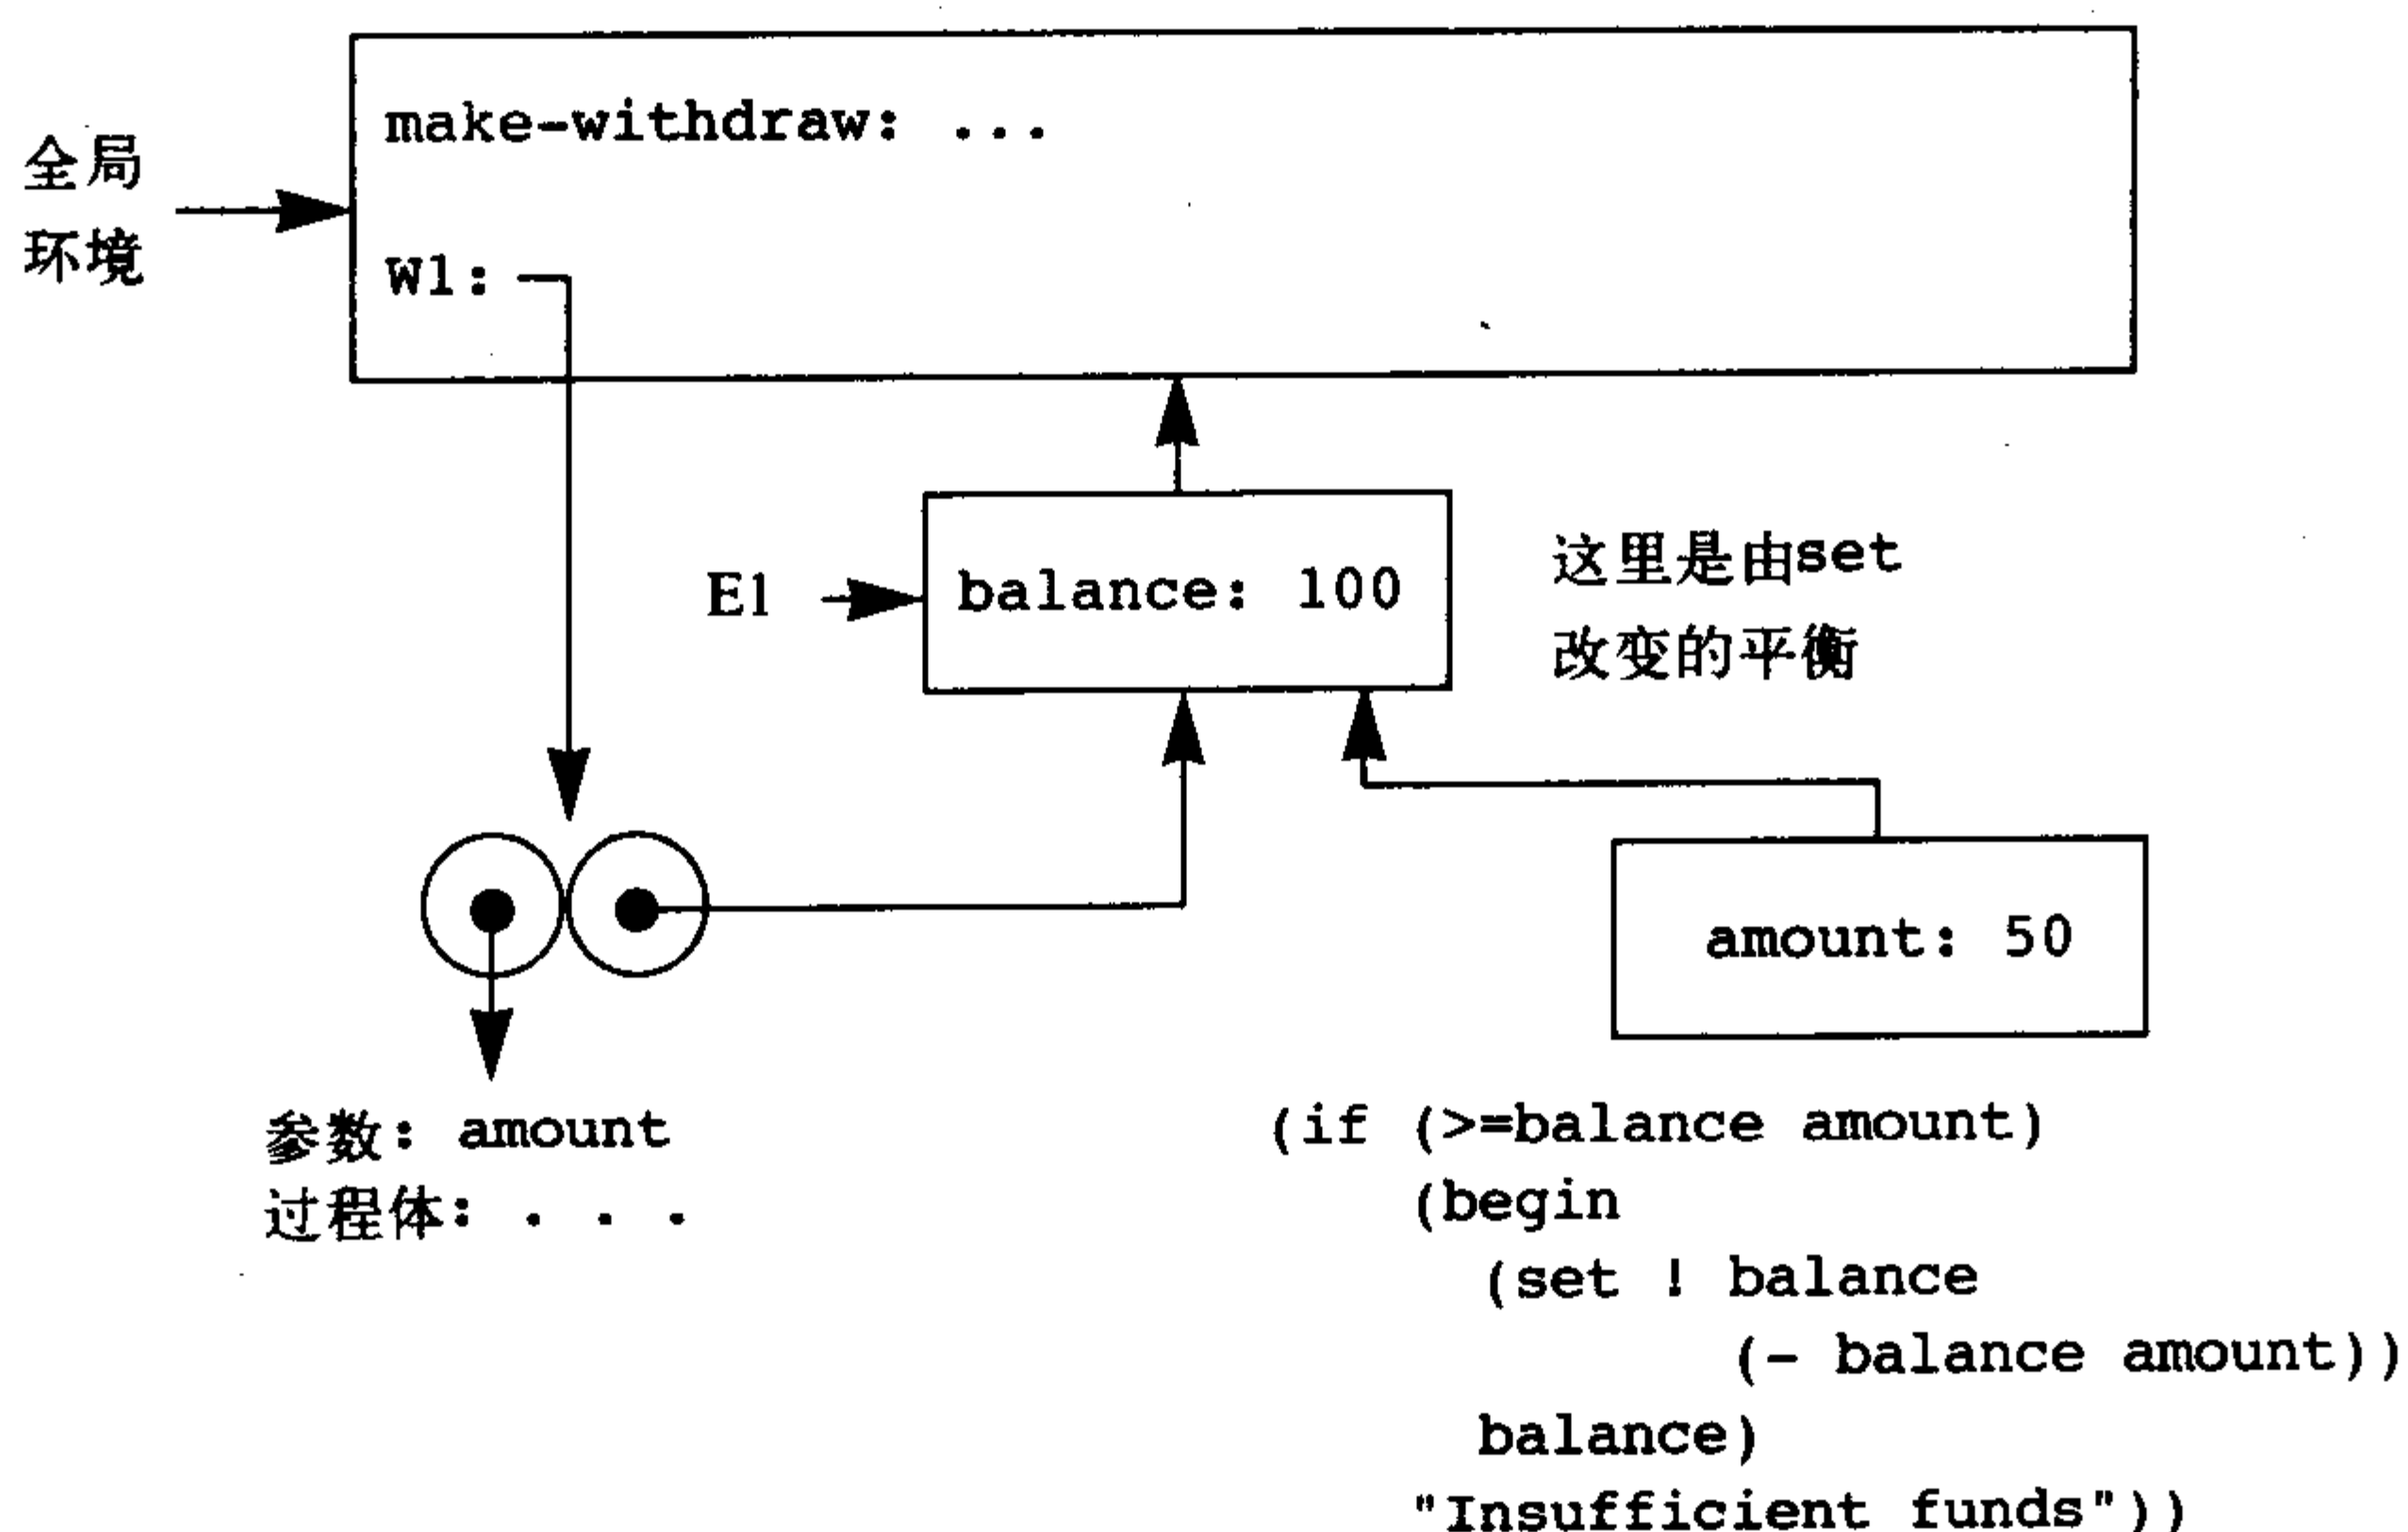 make-withdraw: ...
全局
环境
W1:
E1
balance: 100
这里是由set
改变的平衡
amount: 50
参数: amount
过程体: . . .
(if (>=balance amount)
(begin
(set ! balance
(- balance amount))
balance)
"Insufficient funds"))